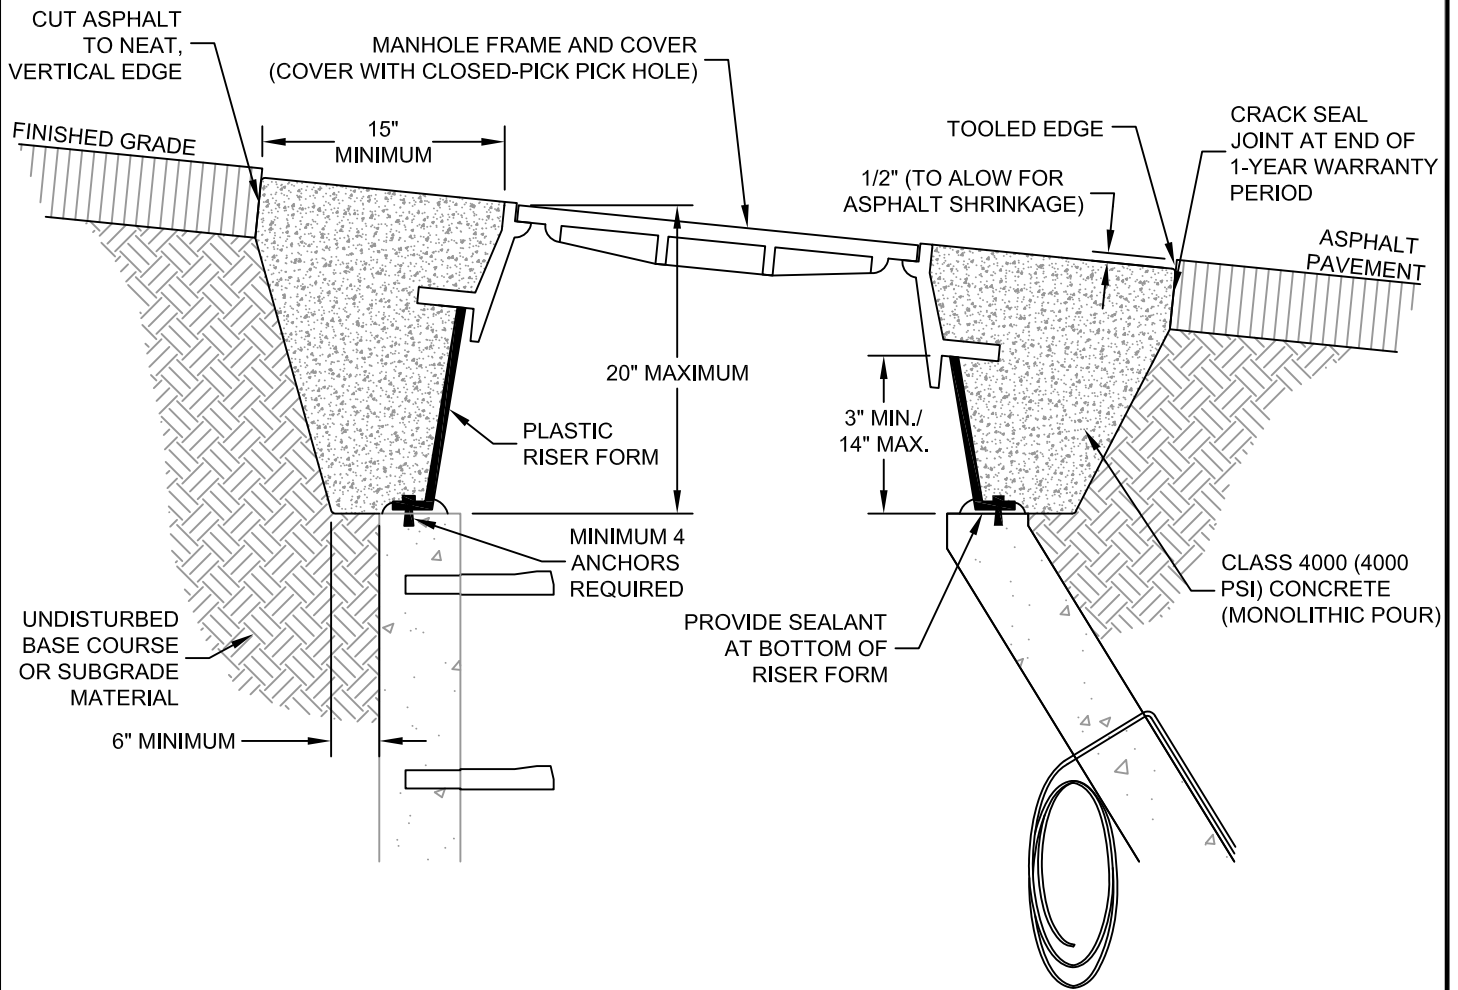 CUT ASPHALT
TO NEAT,
VERTICAL EDGE
MANHOLE FRAME AND COVER
(COVER WITH CLOSED-PICK PICK HOLE)
FINISHED GRADE
15"
MINIMUM
TOOLED EDGE
CRACK SEAL
JOINT AT END OF
1-YEAR WARRANTY
PERIOD
1/2" (TO ALOW FOR
ASPHALT SHRINKAGE)
ASPHALT
PAVEMENT
20" MAXIMUM
3" MIN./
14" MAX.
PLASTIC
RISER FORM
MINIMUM 4
ANCHORS
REQUIRED
CLASS 4000 (4000
PSI) CONCRETE
(MONOLITHIC POUR)
UNDISTURBED
BASE COURSE
OR SUBGRADE
MATERIAL
PROVIDE SEALANT
AT BOTTOM OF
RISER FORM
6" MINIMUM